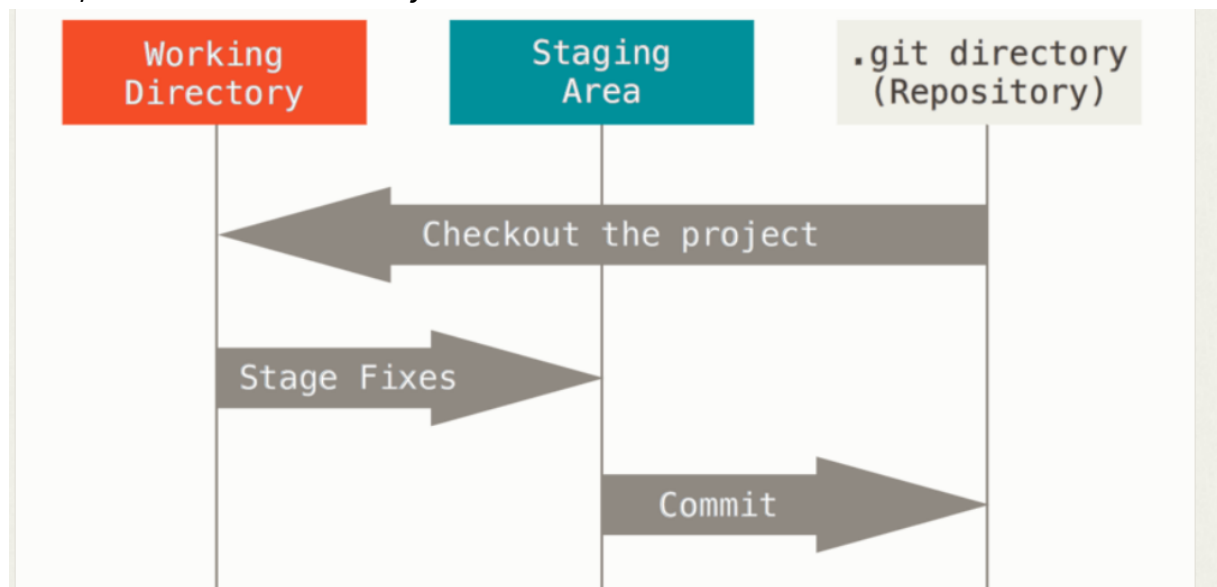 Working
Directory
Staging
Area
.git directory
(Repository)
Checkout the project
Stage Fixes
Commit